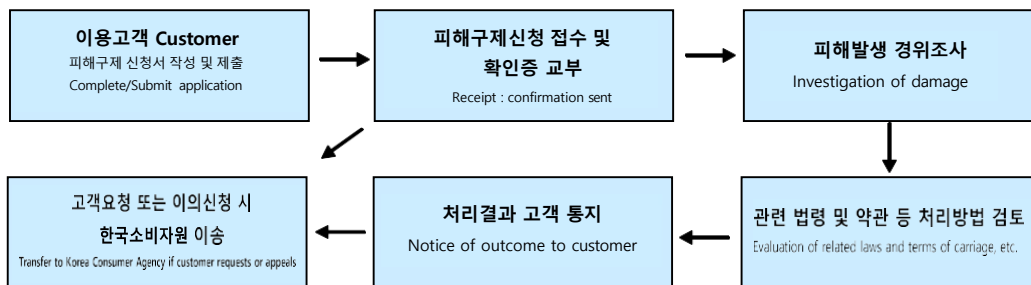 이용고객 Customer
피해구제 신청서 작성 및 제출
Complete/Submit application
피해구제신청 접수 및
확인증 교부
Receipt : confirmation sent
피해발생 경위조사
Investigation of damage
고객요청 또는 이의신청 시
한국소비자원 이송
Transfer to Korea Consumer Agency if customer requests or appeals
처리결과 고객 통지
Notice of outcome to customer
관련 법령 및 약관 등 처리방법 검토
Evaluation of related laws and terms of carriage, etc.